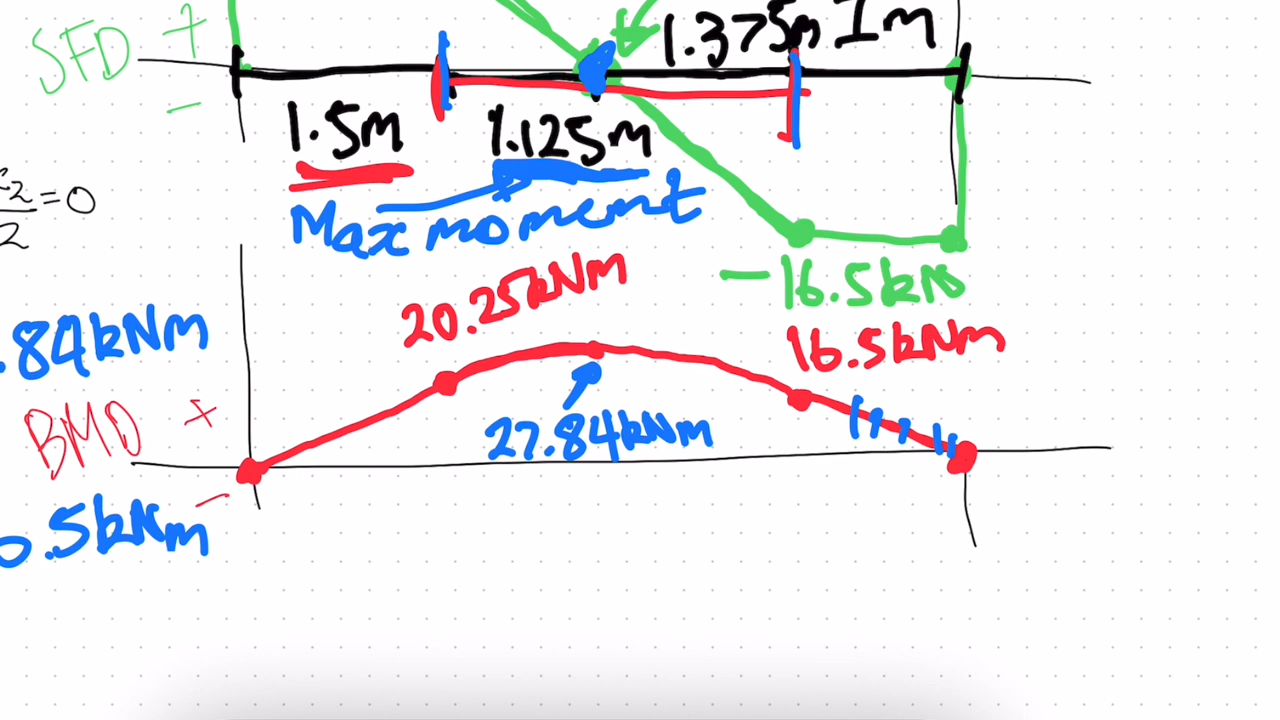 SFD +
-
1.375m 1m
1.5m 1.125m
2 = 0
2
Max moment
-16.5kN
20.25kNm
.84kNm
16.5kNm
BMD +
-
27.84kNm
.5kNm